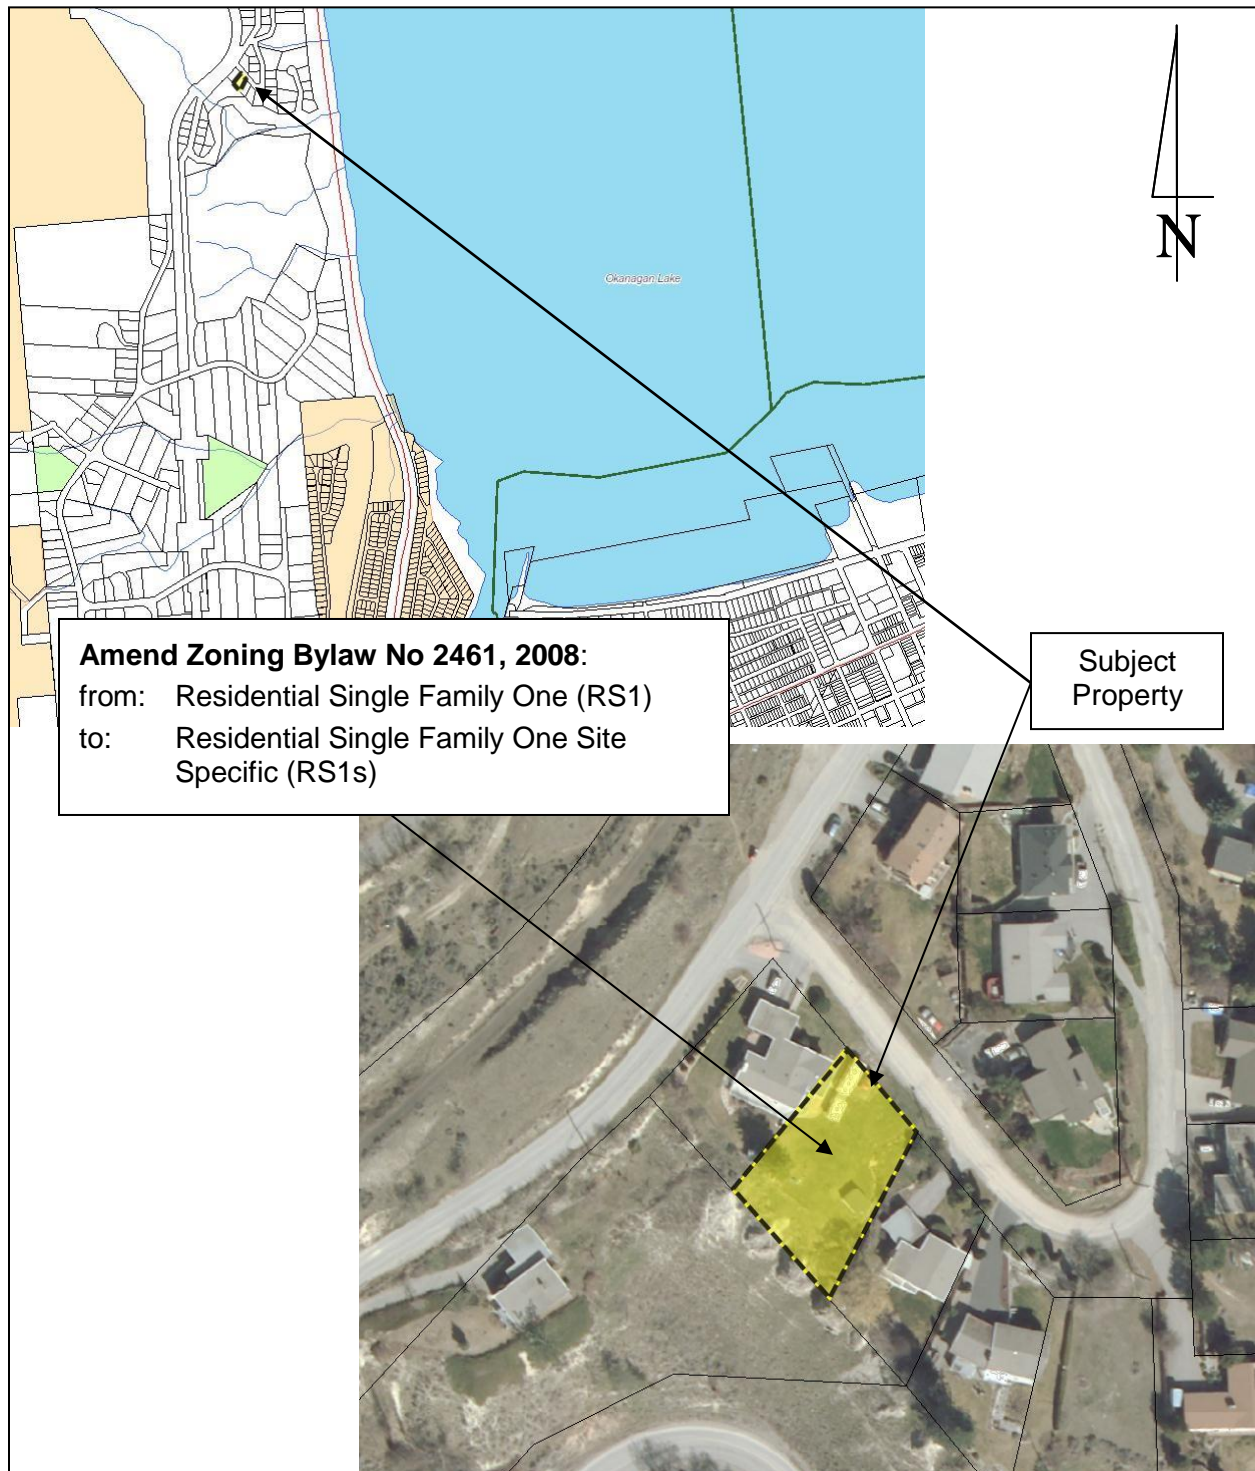 Okanagan Lake
N
Amend Zoning Bylaw No 2461, 2008:
from: Residential Single Family One (RS1)
to: Residential Single Family One Site
Specific (RS1s)
Subject
Property